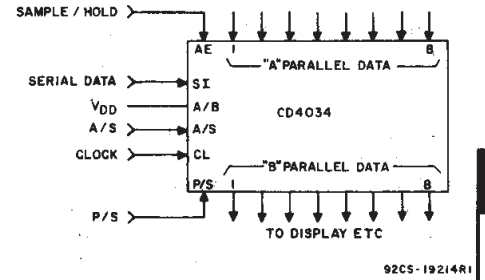 SAMPLE / HOLD
AE 1 8
"A" PARALLEL DATA
SERIAL DATA SI
VDD A/B
CD4034
A/S A/S
CLOCK CL
"B" PARALLEL DATA
P/S 1 8
P/S
TO DISPLAY ETC
92CS-19214R1